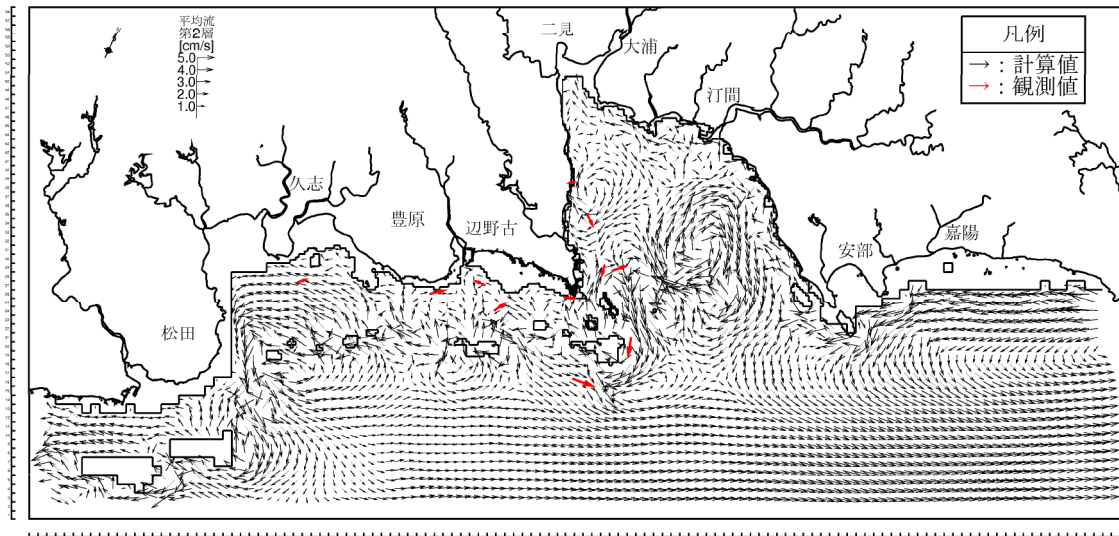 平均流
第2層
[cm/s]
5.0
4.0
3.0
2.0
1.0
二見
大浦
汀間
凡例
→ : 計算値
→ : 観測値
久志
豊原
辺野古
安部
嘉陽
松田